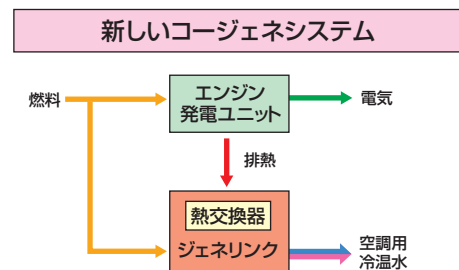 新しいコージェネシステム
燃料
エンジン
発電ユニット
電気
排熱
熱交換器
ジェネリンク
空調用
冷温水